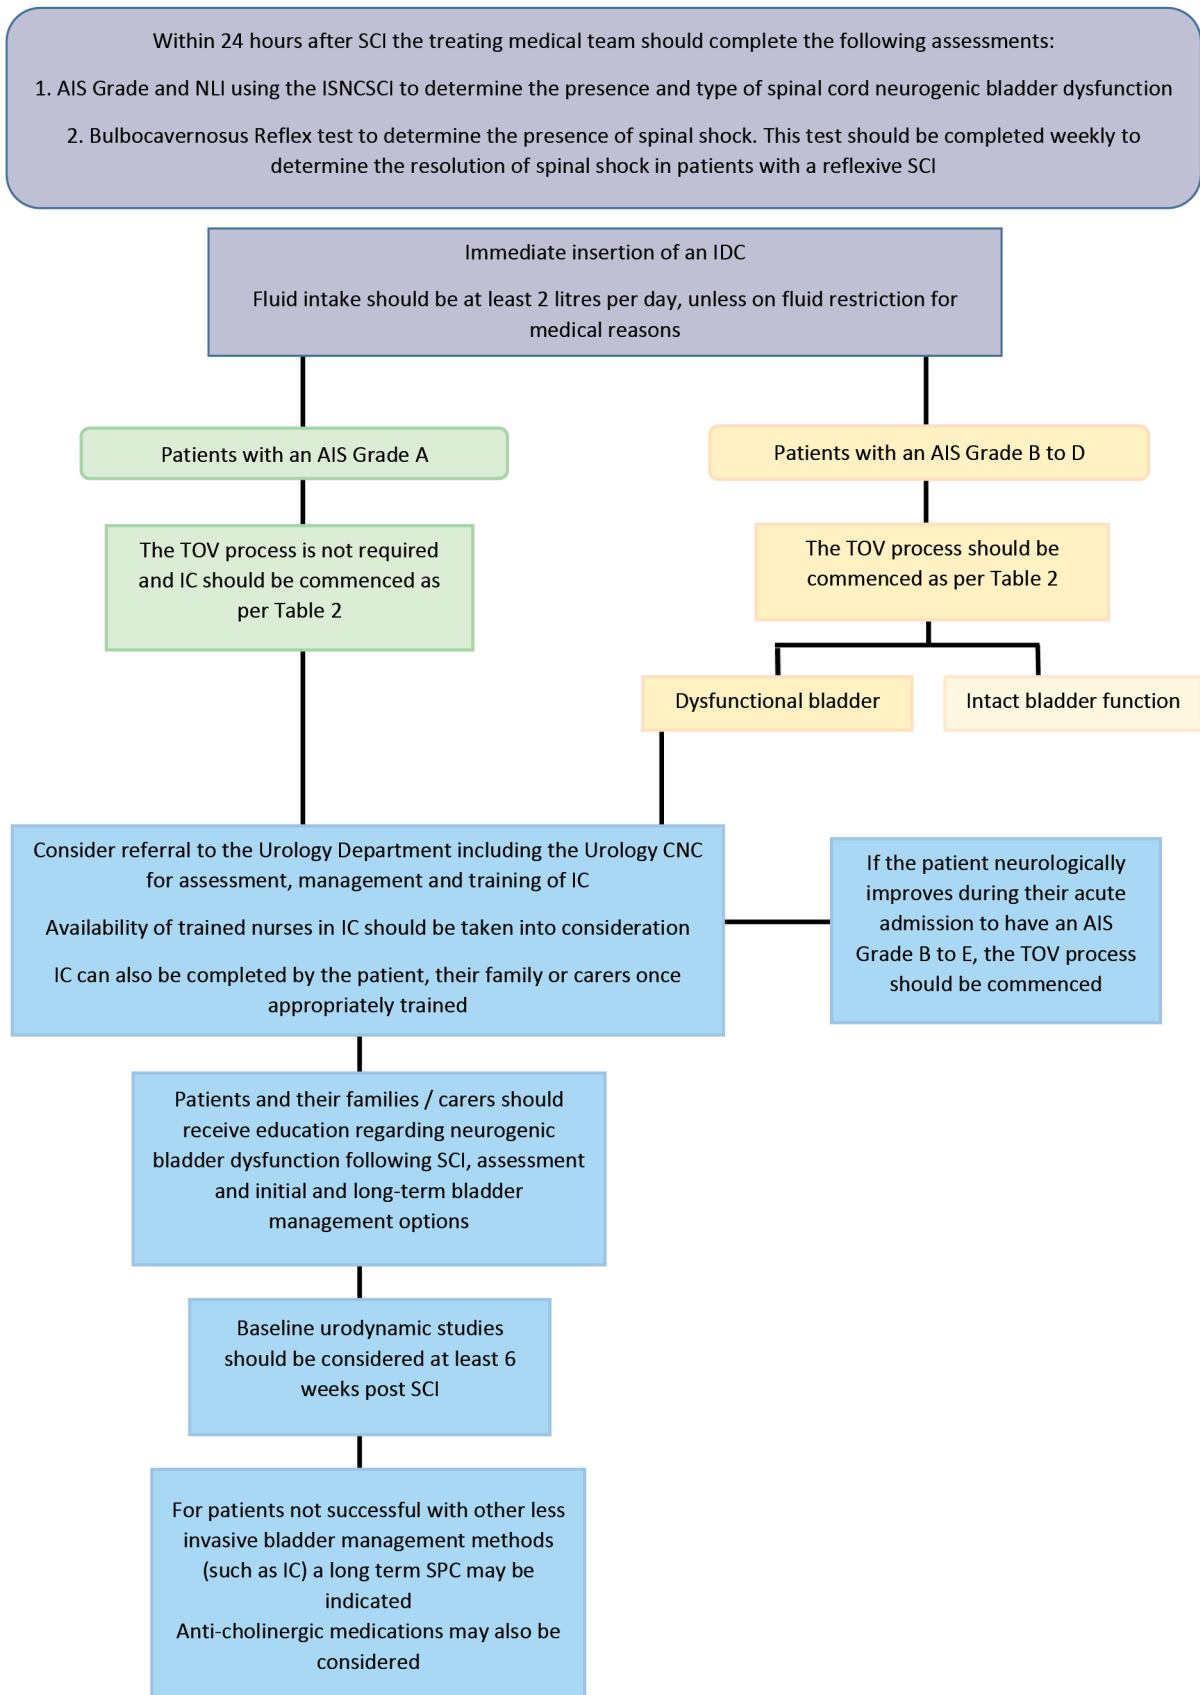 Within 24 hours after SCI the treating medical team should complete the following assessments:
1. AIS Grade and NLI using the ISNCSCI to determine the presence and type of spinal cord neurogenic bladder dysfunction
2. Bulbocavernosus Reflex test to determine the presence of spinal shock. This test should be completed weekly to
determine the resolution of spinal shock in patients with a reflexive SCI
Immediate insertion of an IDC
Fluid intake should be at least 2 litres per day, unless on fluid restriction for
medical reasons
Patients with an AIS Grade A
Patients with an AIS Grade B to D
The TOV process is not required
and IC should be commenced as
per Table 2
The TOV process should be
commenced as per Table 2
Dysfunctional bladder
Intact bladder function
Consider referral to the Urology Department including the Urology CNC
for assessment, management and training of IC
Availability of trained nurses in IC should be taken into consideration
IC can also be completed by the patient, their family or carers once
appropriately trained
If the patient neurologically
improves during their acute
admission to have an AIS
Grade B to E, the TOV process
should be commenced
Patients and their families / carers should
receive education regarding neurogenic
bladder dysfunction following SCI, assessment
and initial and long-term bladder
management options
Baseline urodynamic studies
should be considered at least 6
weeks post SCI
For patients not successful with other less
invasive bladder management methods
(such as IC) a long term SPC may be
indicated
Anti-cholinergic medications may also be
considered